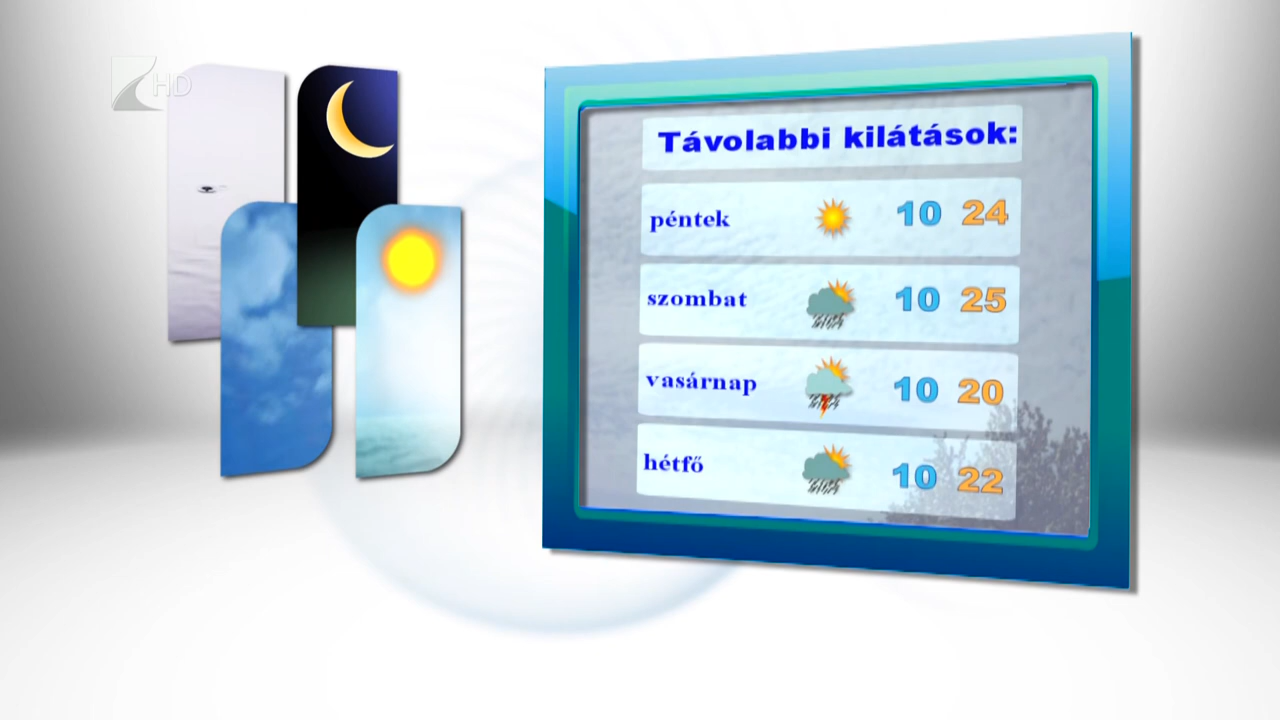 HD
Távolabbi kilátások:
péntek 10 24
szombat 10 25
vasárnap 10 20
hétfő 10 22